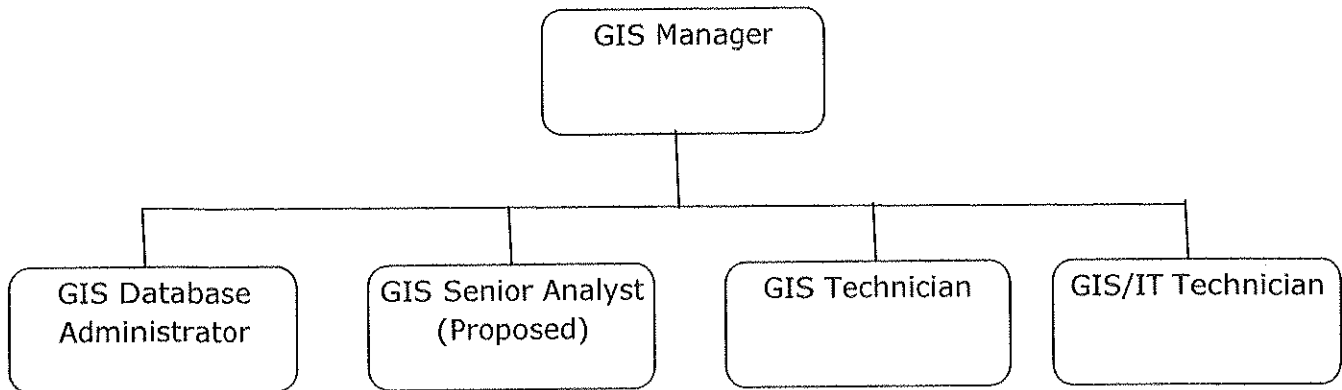 GIS Manager
GIS Database
Administrator
GIS Senior Analyst
(Proposed)
GIS Technician
GIS/IT Technician